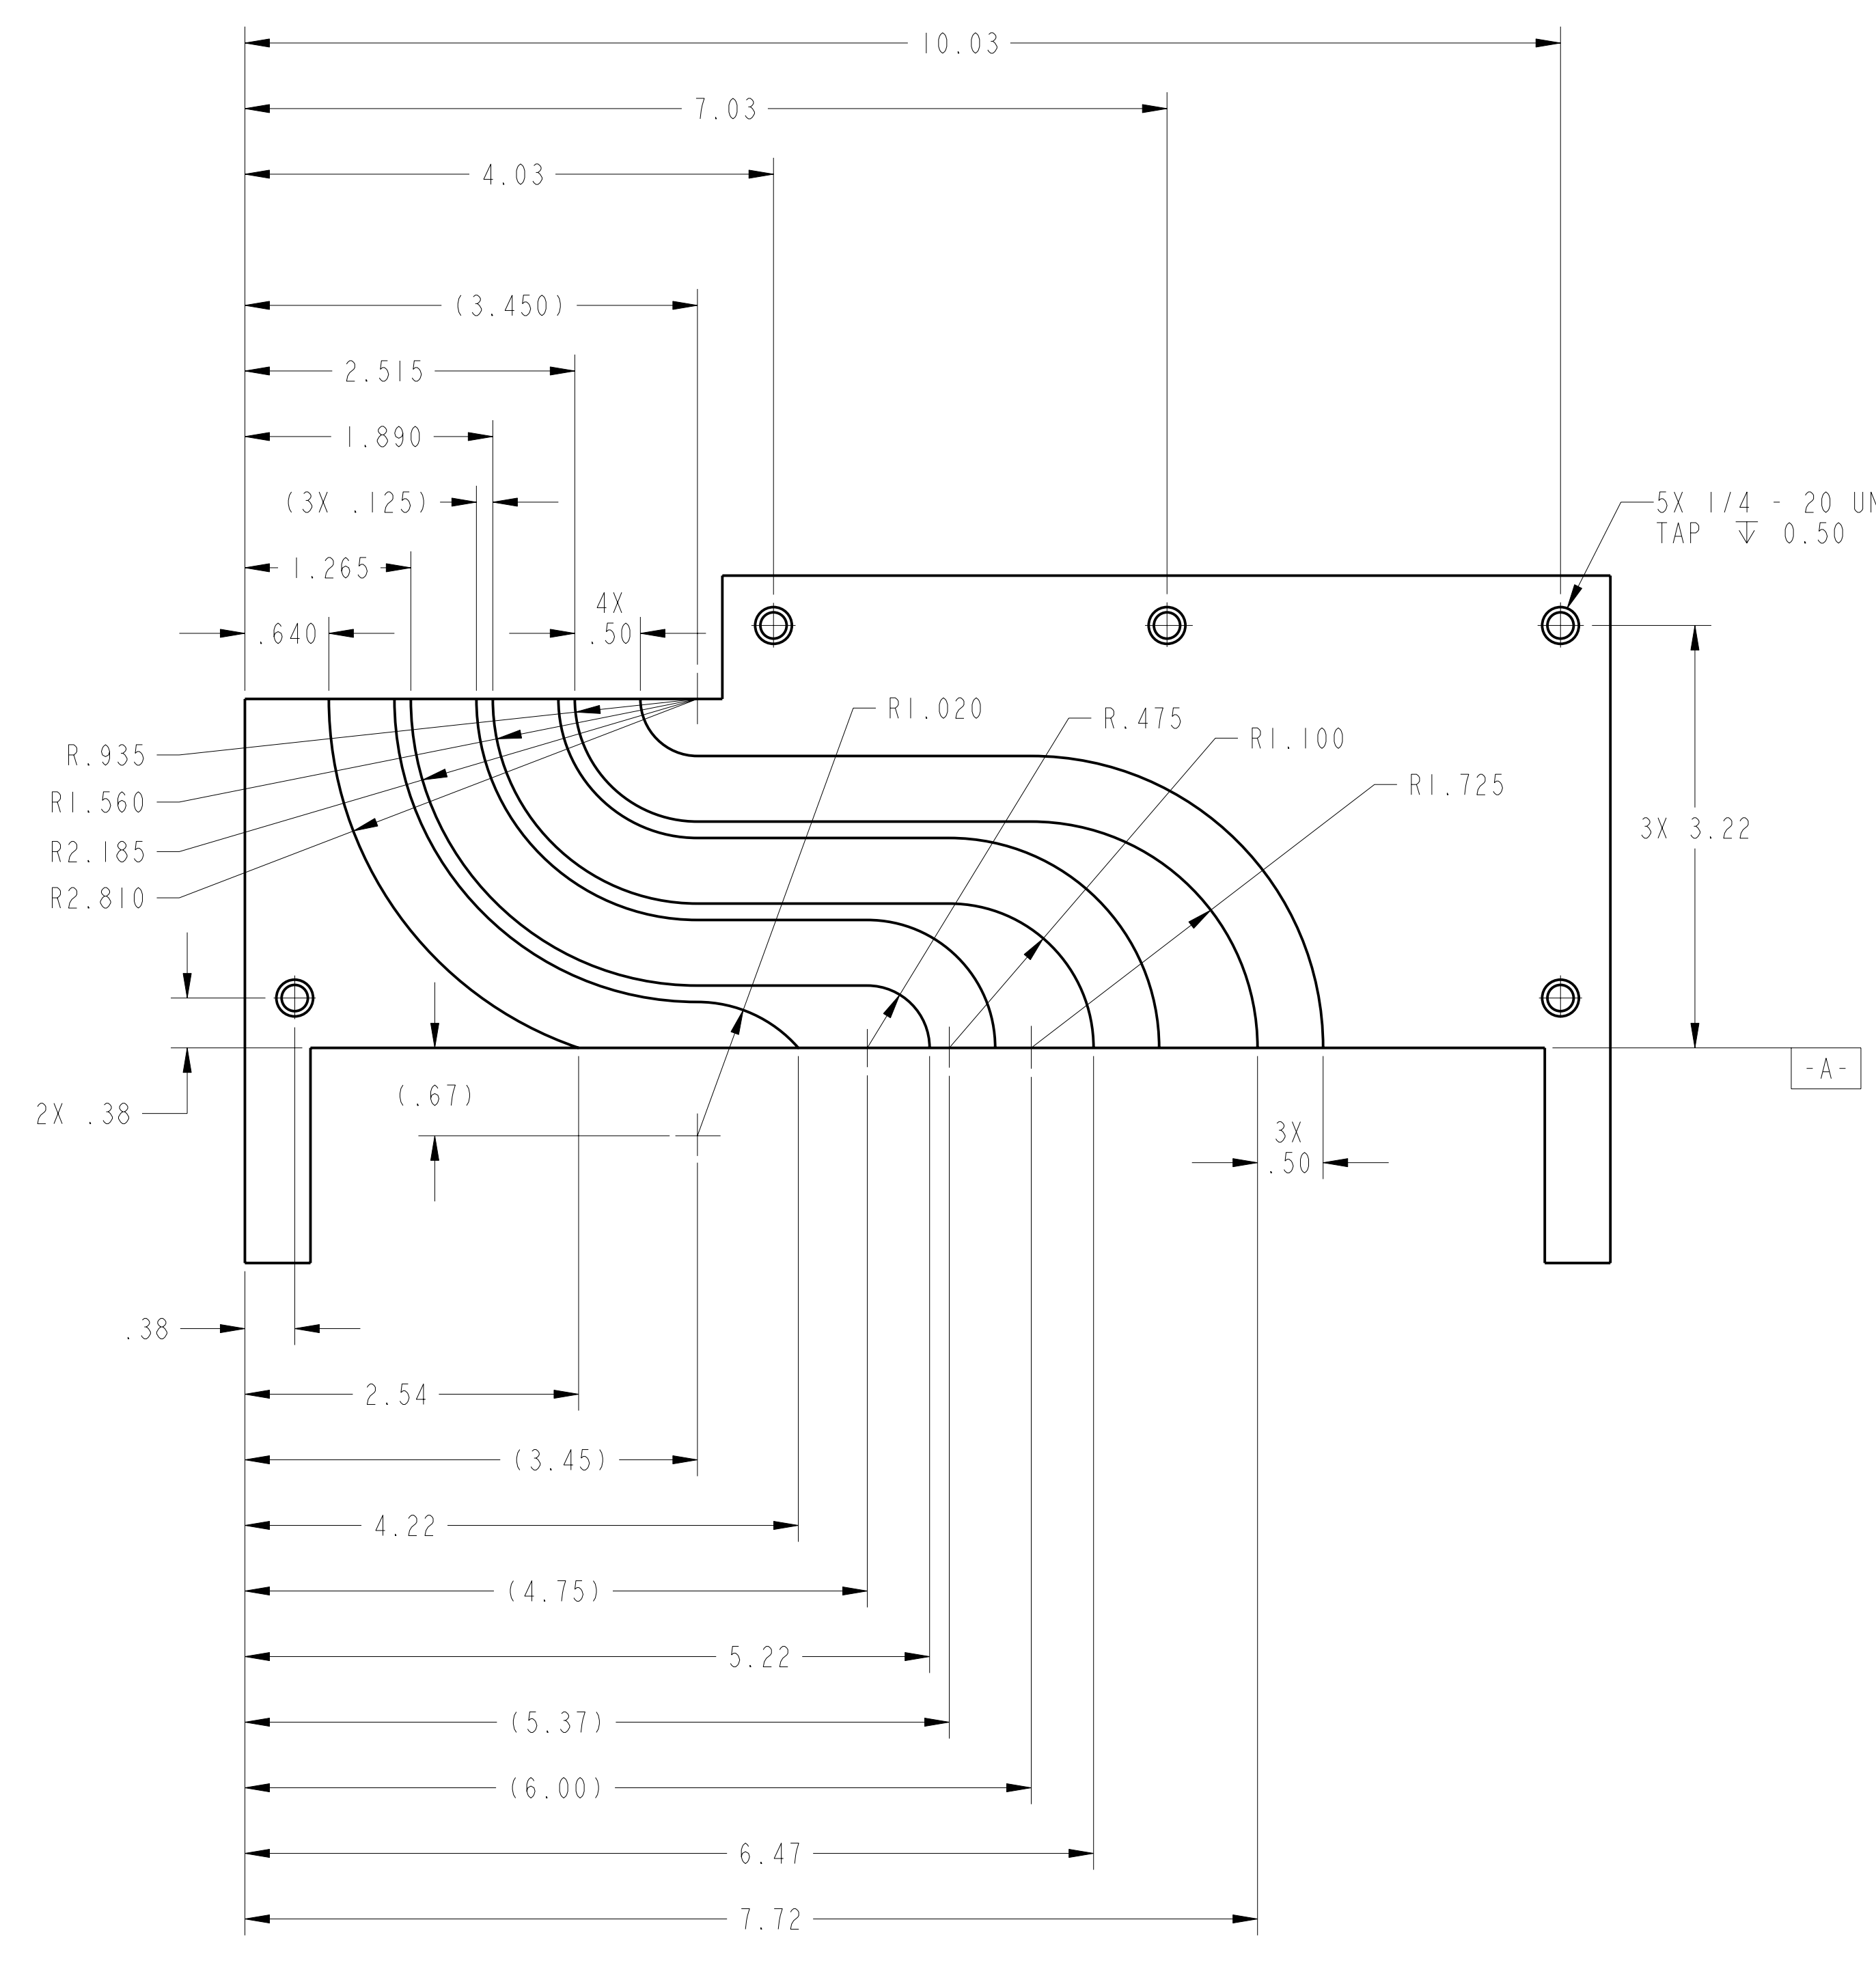 10.03
7.03
4.03
(3.450)
2.515
1.890
(3X .125)
1.265
4X
.640
.50
5X 1/4 - 20 UN
TAP ↧ 0.50
R1.020
R.475
R1.100
R.935
R1.725
R1.560
3X 3.22
R2.185
R2.810
-A-
(.67)
2X .38
3X
.50
.38
2.54
(3.45)
4.22
(4.75)
5.22
(5.37)
(6.00)
6.47
7.72